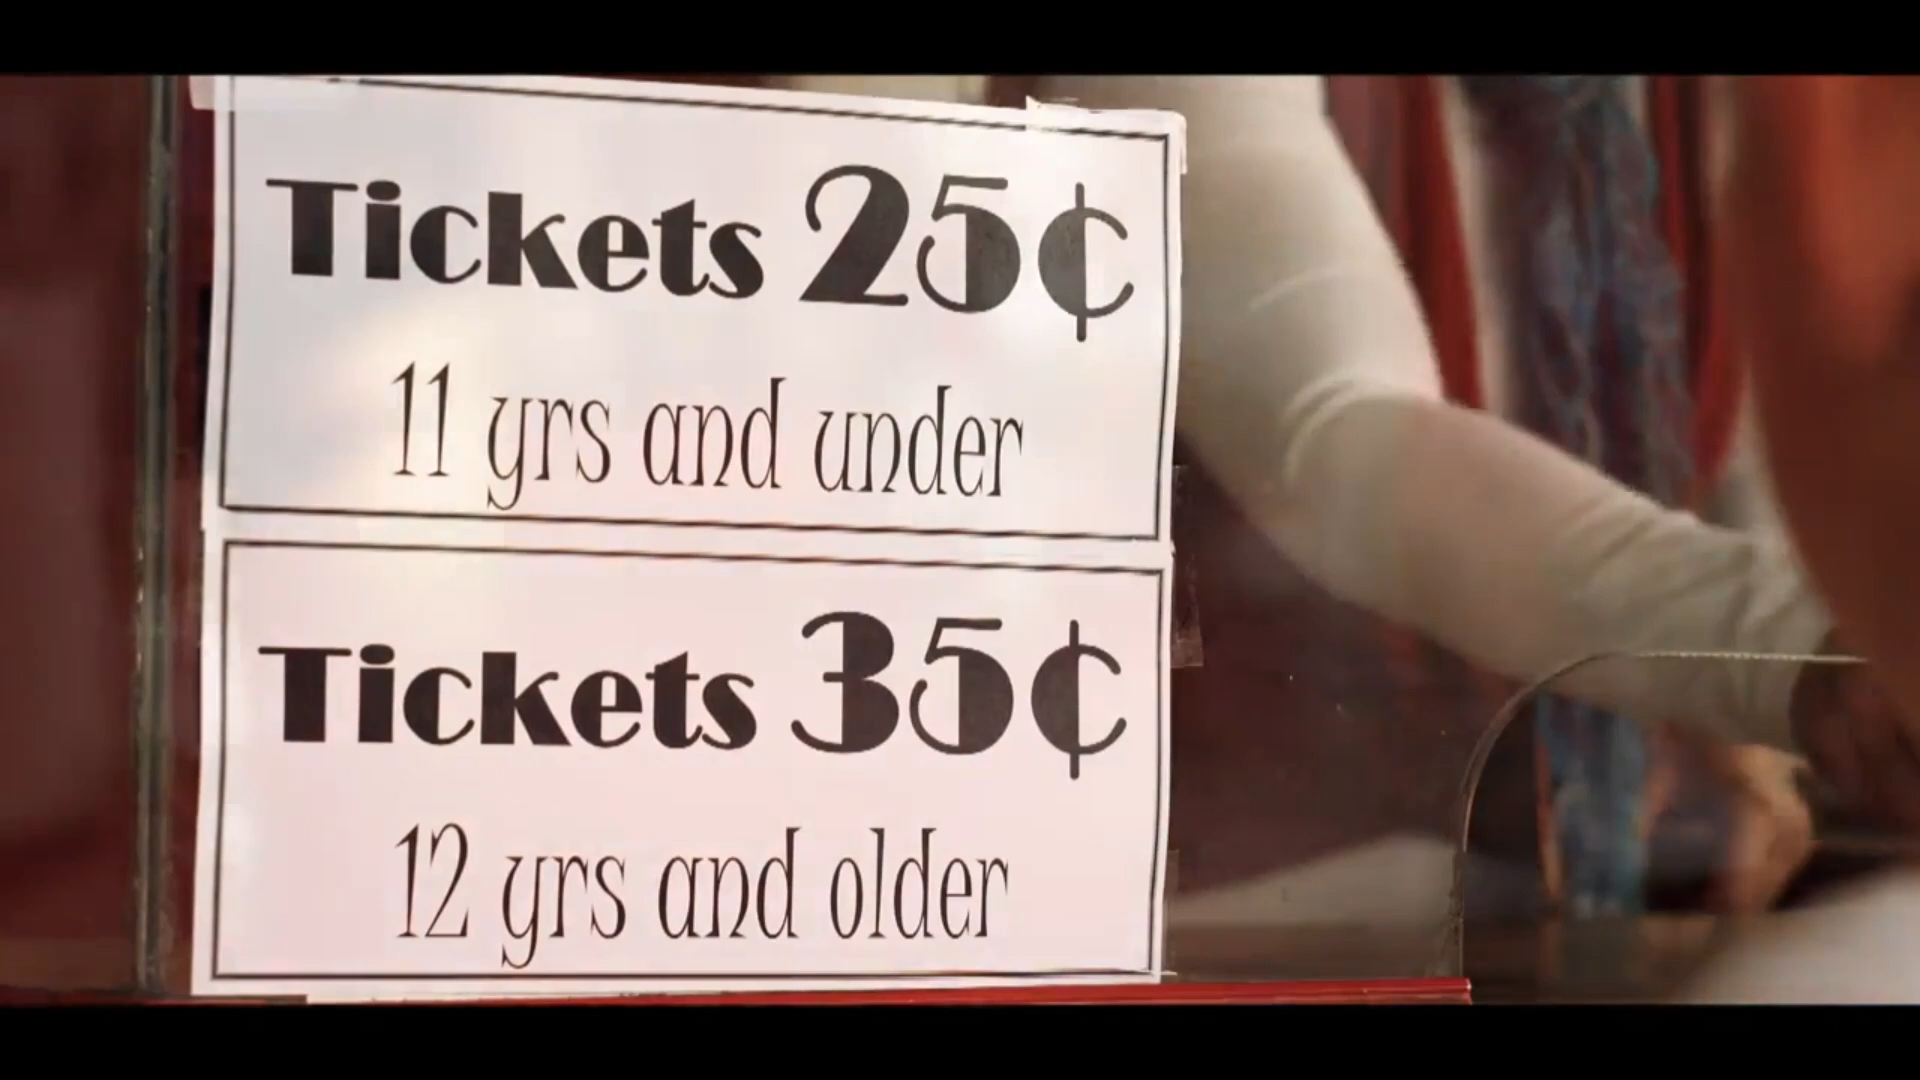 Tickets 25¢
11 yrs and under
Tickets 35¢
12 yrs and older